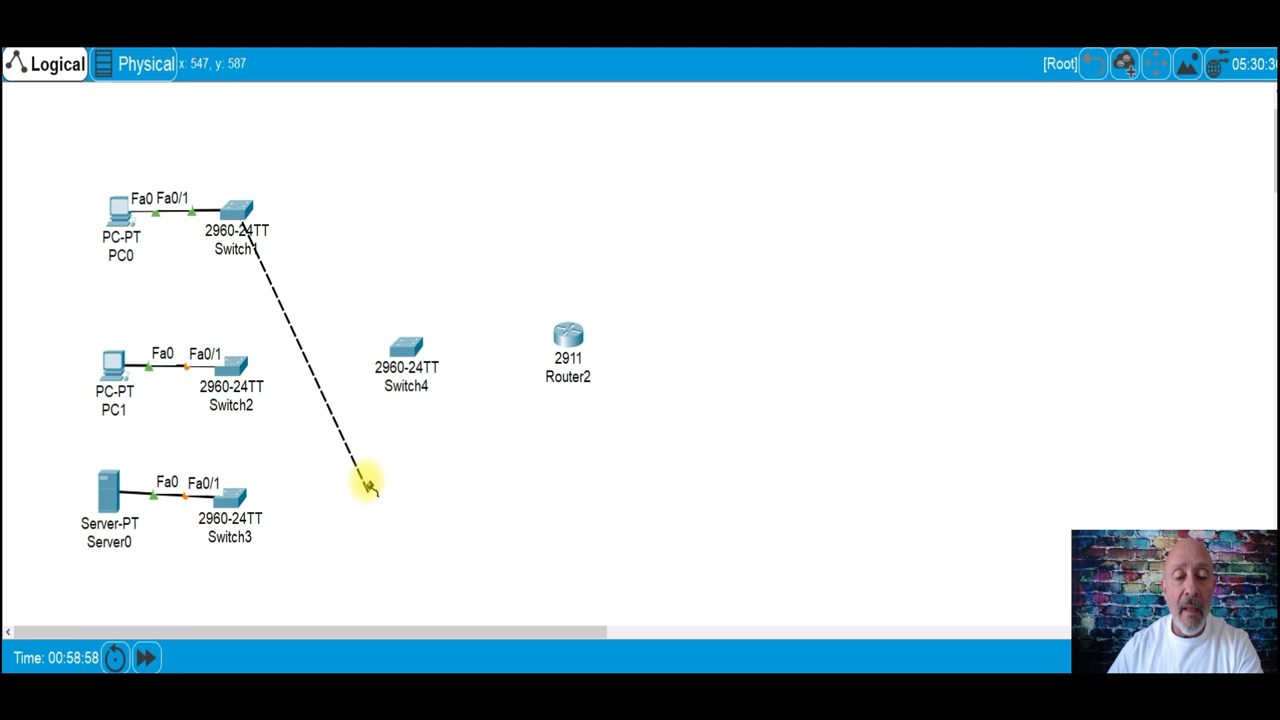 Logical
Physical
x: 547, y: 587
[Root]
05:30:3
Fa0 Fa0/1
PC-PT
PC0
2960-24TT
Switch1
Fa0
Fa0/1
PC-PT
PC1
2960-24TT
Switch2
2960-24TT
Switch4
2911
Router2
Fa0
Fa0/1
Server-PT
Server0
2960-24TT
Switch3
Time: 00:58:58